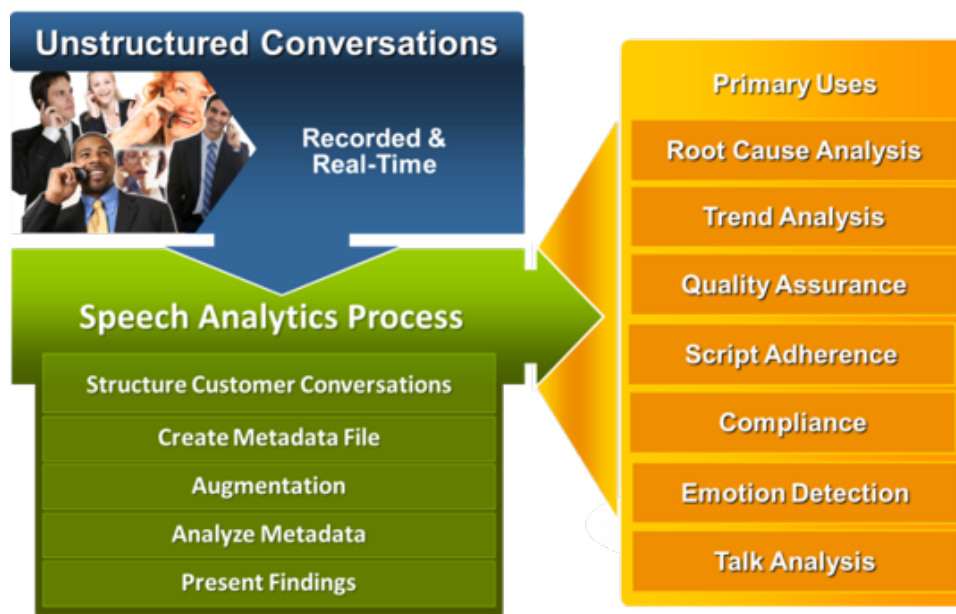 Unstructured Conversations
Recorded &
Real-Time
Speech Analytics Process
Structure Customer Conversations
Create Metadata File
Augmentation
Analyze Metadata
Present Findings
Primary Uses
Root Cause Analysis
Trend Analysis
Quality Assurance
Script Adherence
Compliance
Emotion Detection
Talk Analysis